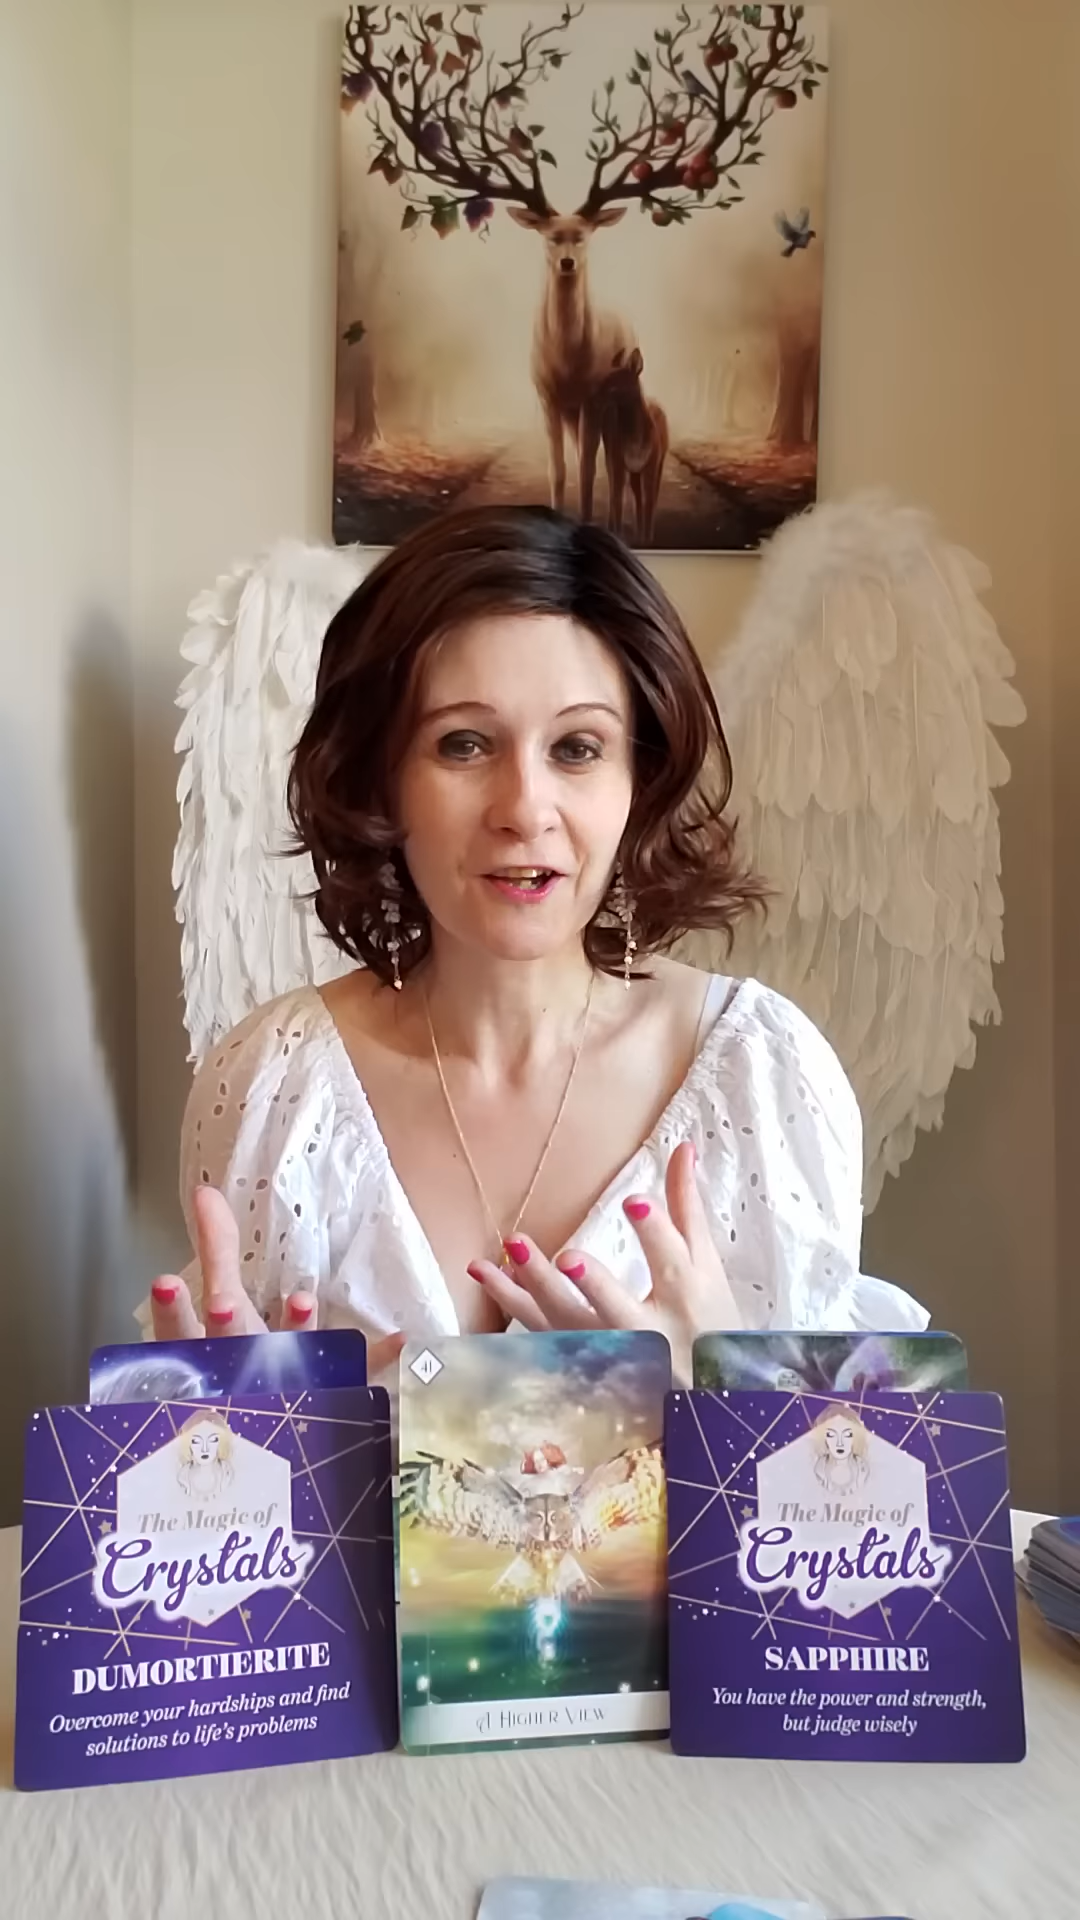 The Magic of
Crystals
DUMORTIERITE
Overcome your hardships and find
solutions to life's problems
41
A HIGHER VIEW
The Magic of
Crystals
SAPPHIRE
You have the power and strength,
but judge wisely